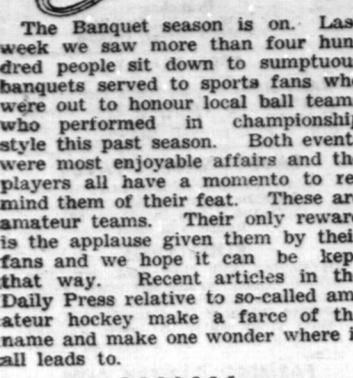 The Banquet season is on. Las
week we saw more than four hun
dred people sit down to sumptuou
banquets served to sports fans wh
were out to honour local ball team
who performed in championshi
style this past season. Both event
were most enjoyable affairs and th
players all have a momento to re
mind them of their feat. These ar
amateur teams. Their only rewar
is the applause given them by thei
fans and we hope it can be kep
that way. Recent articles in th
Daily Press relative to so-called am
ateur hockey make a farce of th
name and make one wonder where i
all leads to.